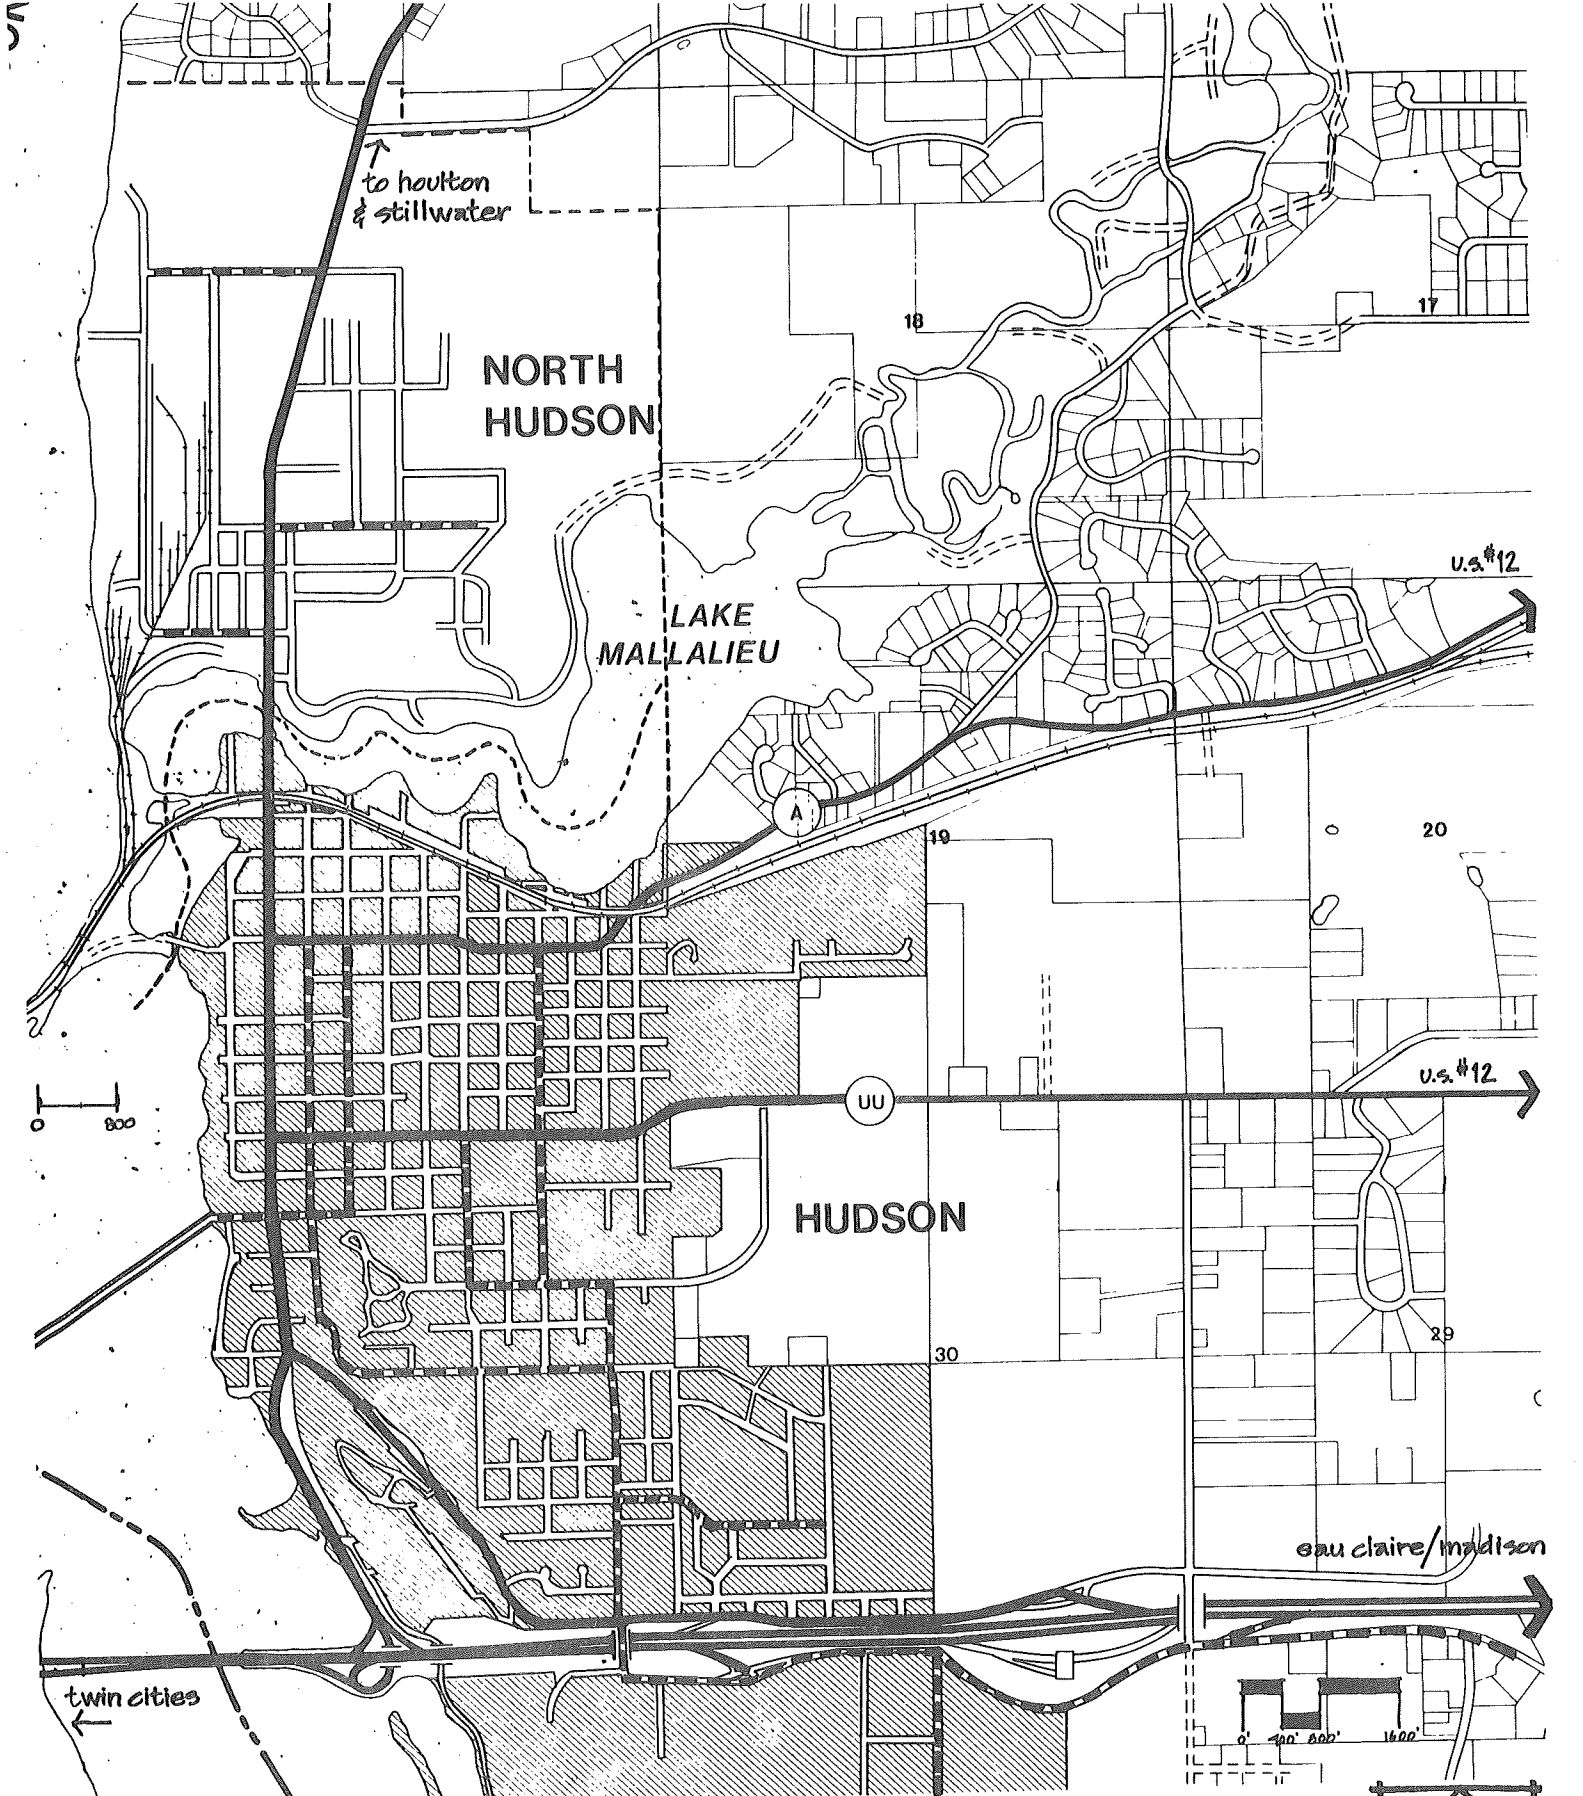 to houlton
& stillwater
18
17
NORTH
HUDSON
U.S. #12
LAKE
MALLALIEU
A
19
20
U.S. #12
UU
0 800
HUDSON
29
30
eau claire/madison
twin cities
0' 400' 800' 1600'